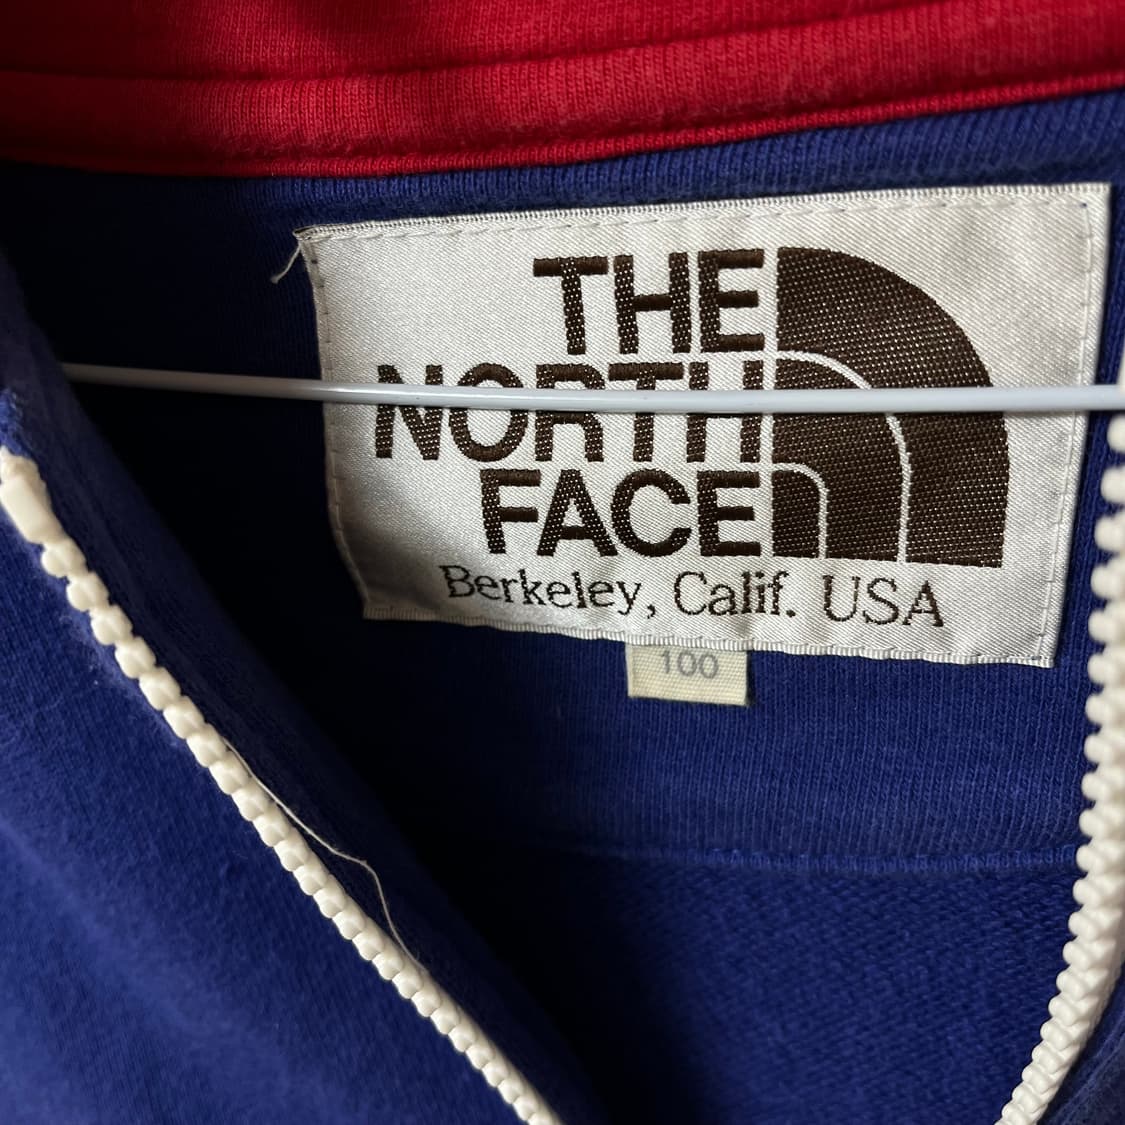 THE
NORTH
FACE
Berkeley, Calif. USA
100